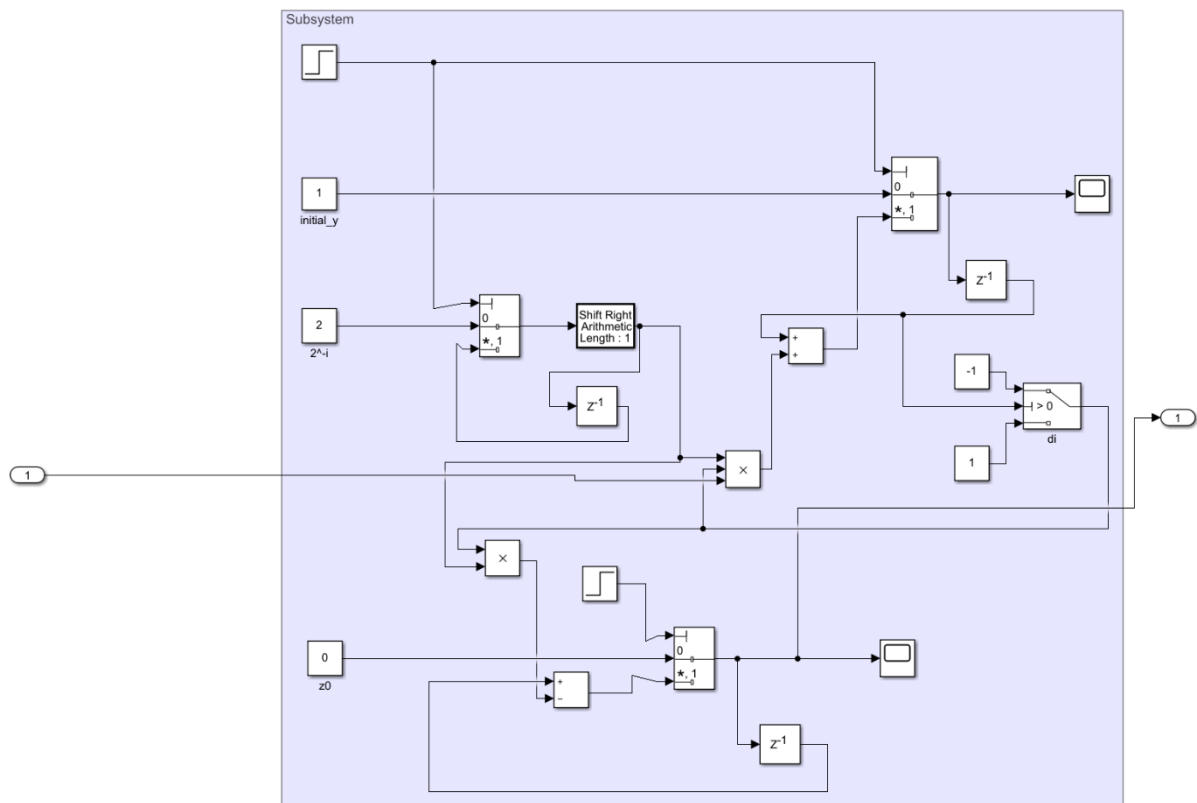 Subsystem
1
initial_y
0
*, 1
Z-1
2
2^-i
0
*, 1
Shift Right
Arithmetic
Length : 1
Z-1
+
+
-1
> 0
di
1
1
1
×
×
0
z0
0
*, 1
+
−
Z-1